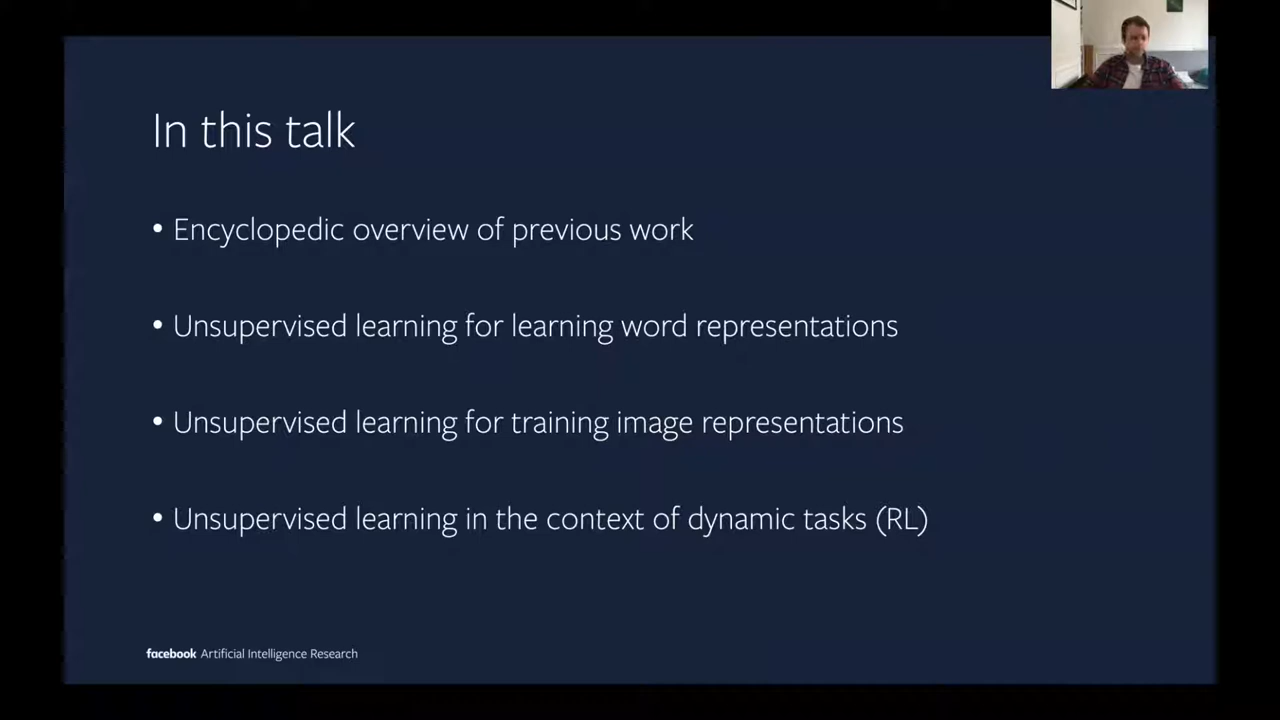 In this talk
• Encyclopedic overview of previous work
• Unsupervised learning for learning word representations
• Unsupervised learning for training image representations
• Unsupervised learning in the context of dynamic tasks (RL)
facebook Artificial Intelligence Research